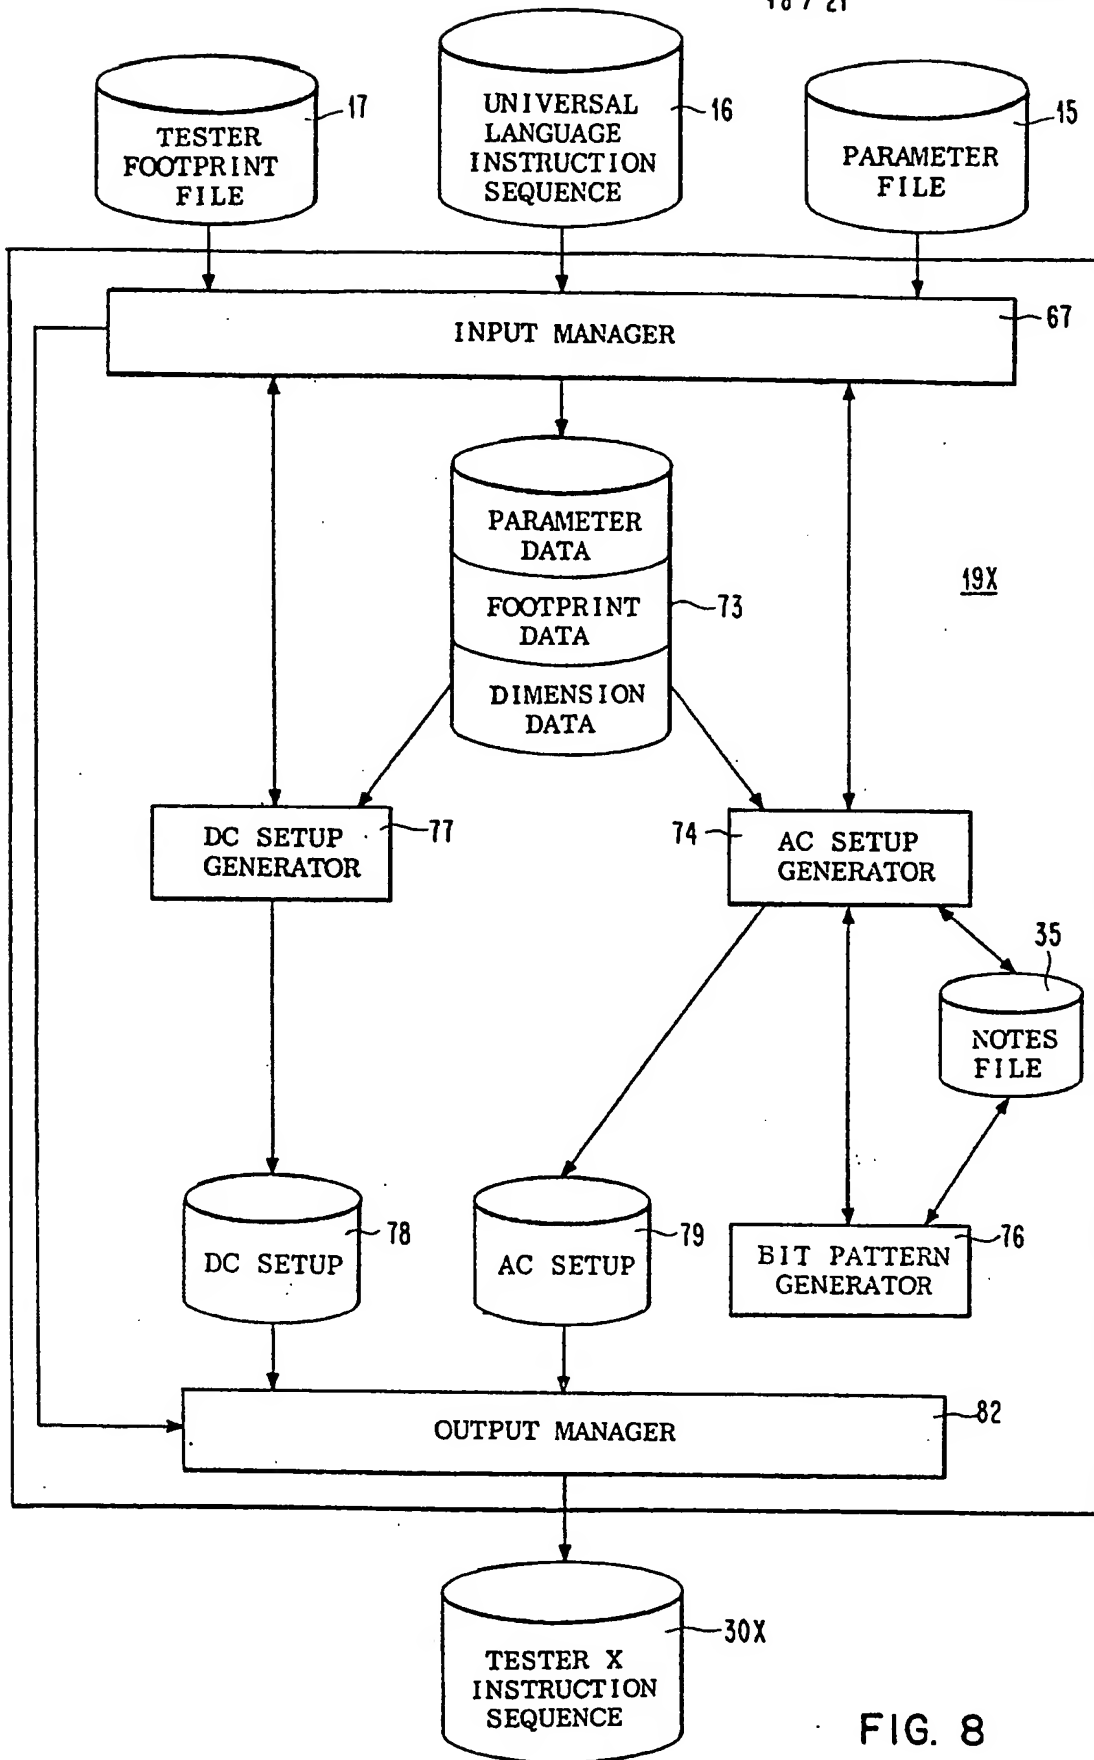 18 / 21
17
TESTER
FOOTPRINT
FILE
16
UNIVERSAL
LANGUAGE
INSTRUCTION
SEQUENCE
15
PARAMETER
FILE
67
INPUT MANAGER
PARAMETER
DATA
FOOTPRINT
DATA
DIMENSION
DATA
73
19X
DC SETUP
GENERATOR
77
74
AC SETUP
GENERATOR
35
NOTES
FILE
DC SETUP
78
AC SETUP
79
BIT PATTERN
GENERATOR
76
OUTPUT MANAGER
82
TESTER X
INSTRUCTION
SEQUENCE
30X
FIG. 8